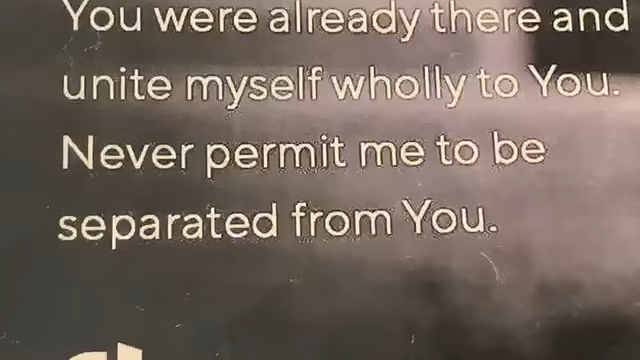 You were already there and
unite myself wholly to You.
Never permit me to be
separated from You.